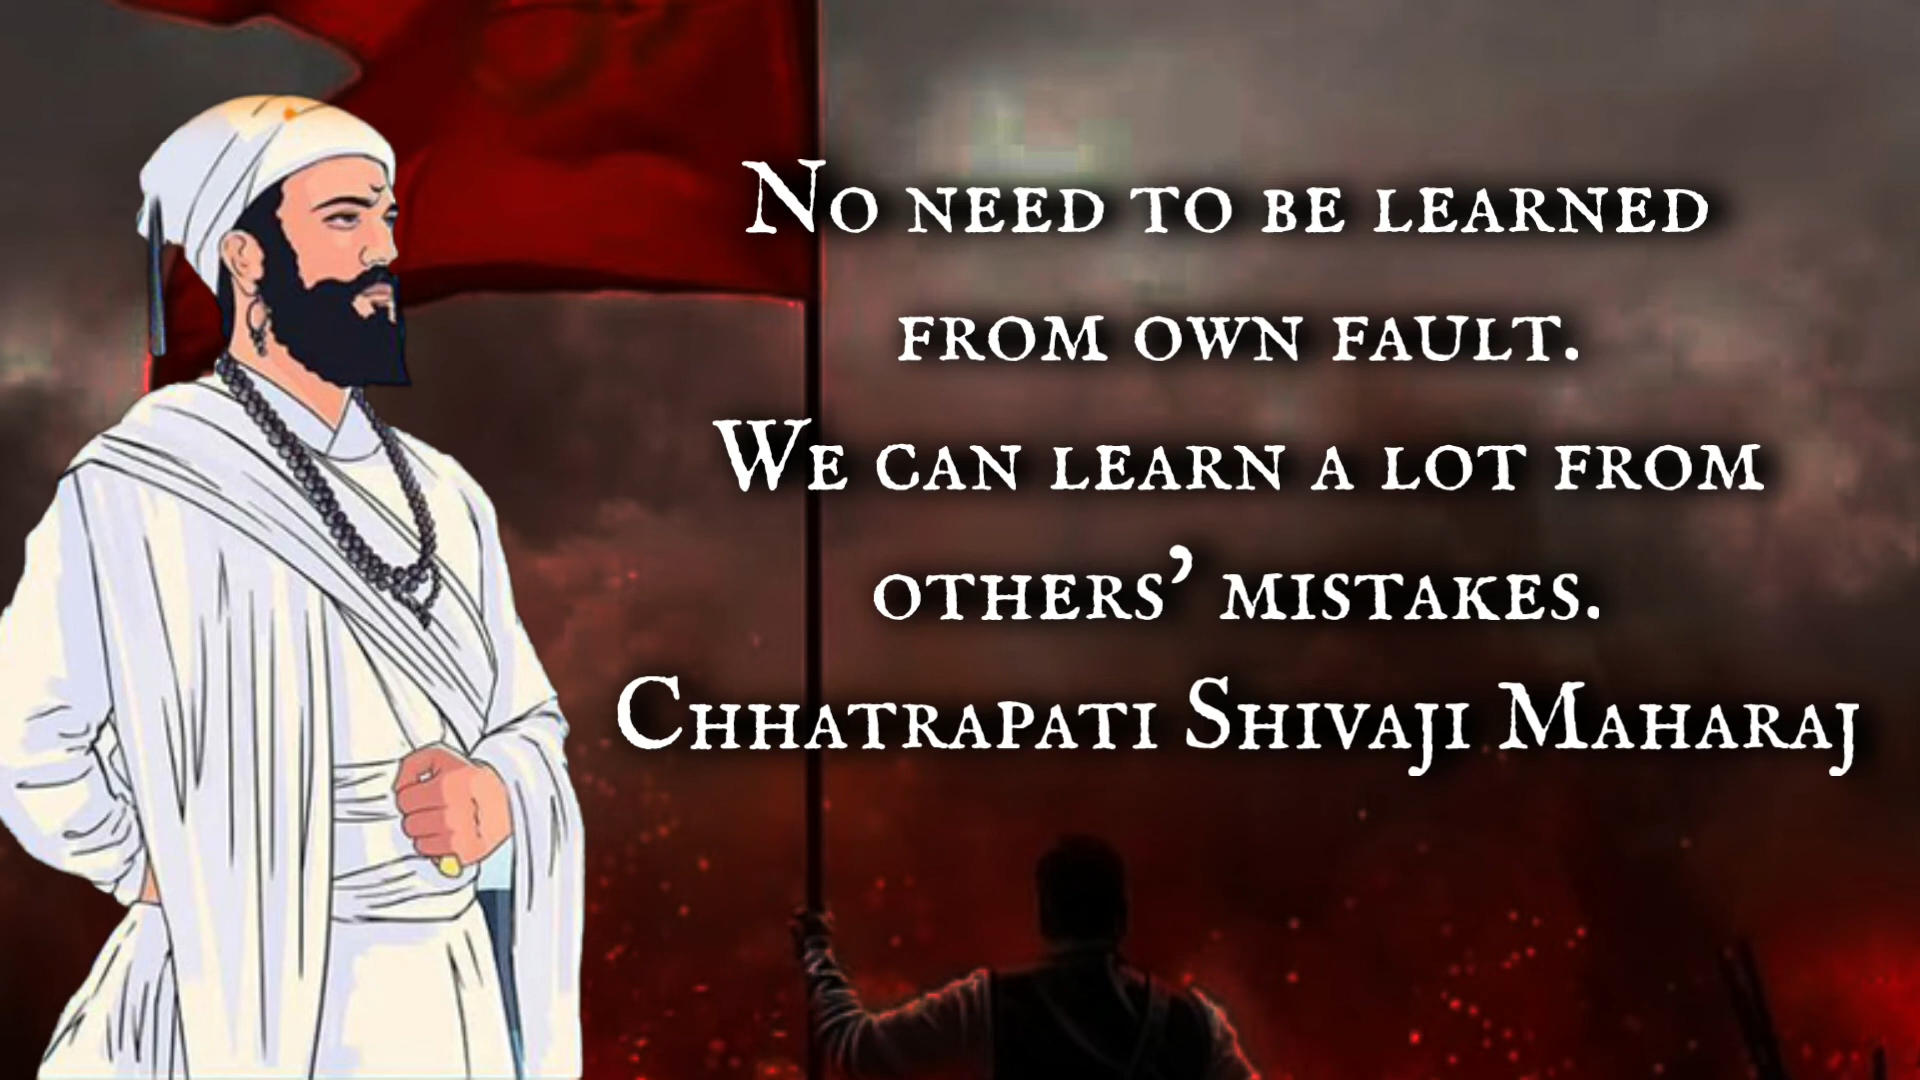 No need to be learned
from own fault.
We can learn a lot from
others’ mistakes.
Chhatrapati Shivaji Maharaj